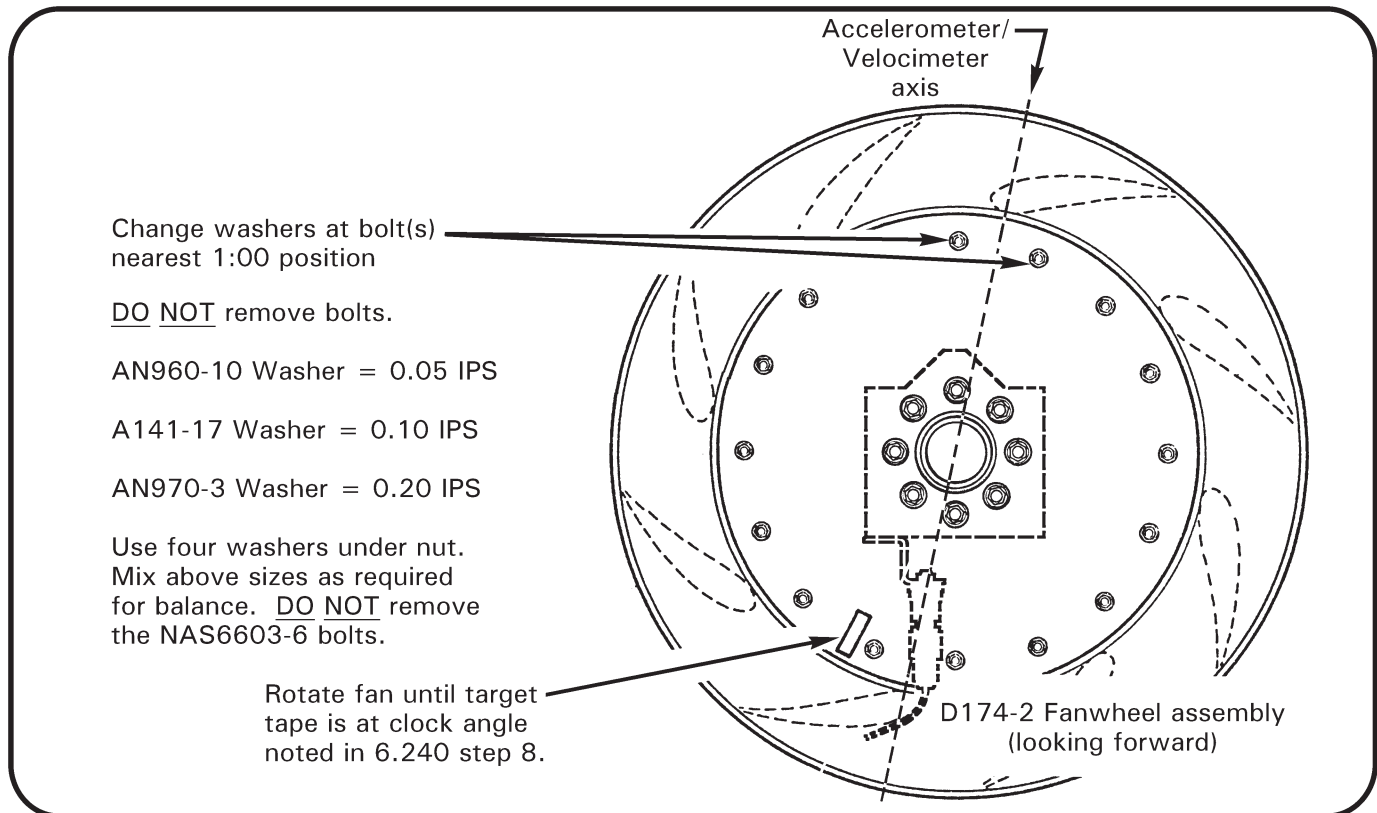 Accelerometer/
Velocimeter
axis
Change washers at bolt(s)
nearest 1:00 position
DO NOT remove bolts.
AN960-10 Washer = 0.05 IPS
A141-17 Washer = 0.10 IPS
AN970-3 Washer = 0.20 IPS
Use four washers under nut.
Mix above sizes as required
for balance. DO NOT remove
the NAS6603-6 bolts.
Rotate fan until target
tape is at clock angle
noted in 6.240 step 8.
D174-2 Fanwheel assembly
(looking forward)